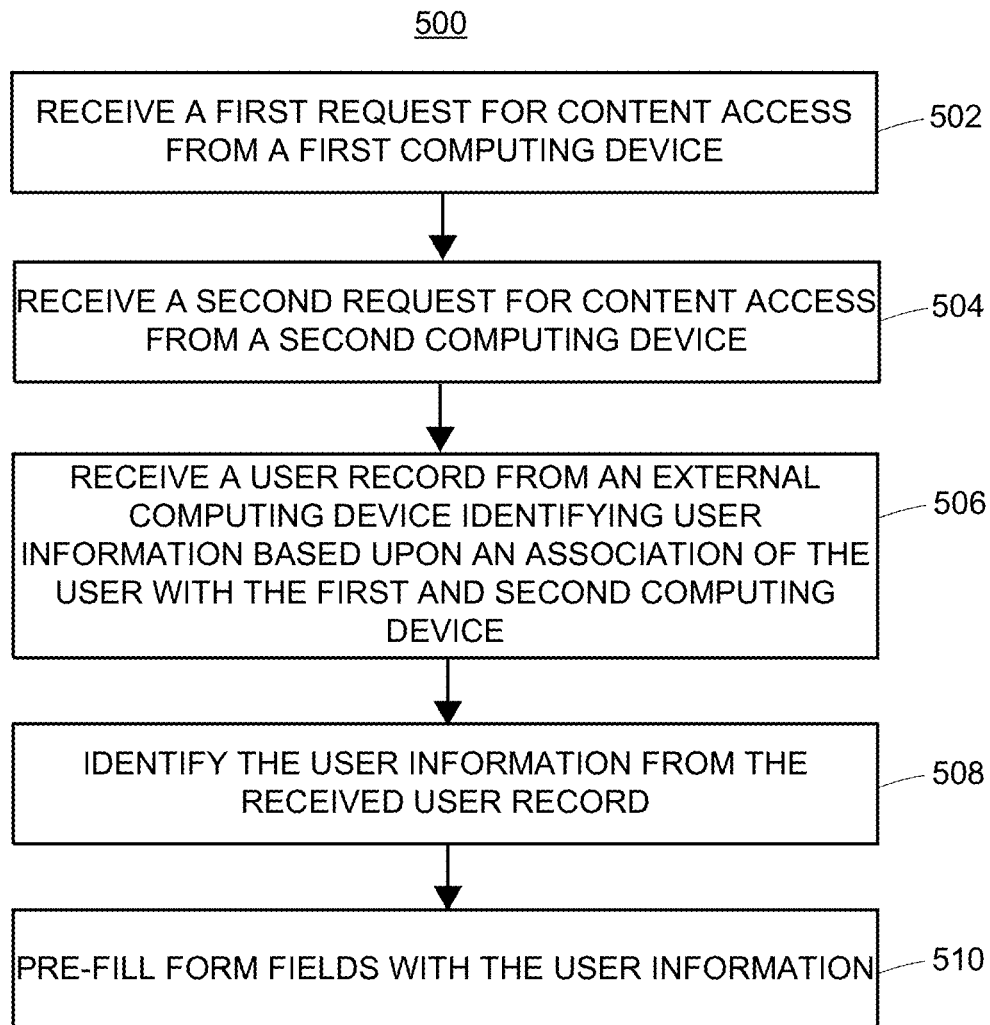 500
RECEIVE A FIRST REQUEST FOR CONTENT ACCESS
FROM A FIRST COMPUTING DEVICE
502
RECEIVE A SECOND REQUEST FOR CONTENT ACCESS
FROM A SECOND COMPUTING DEVICE
504
RECEIVE A USER RECORD FROM AN EXTERNAL
COMPUTING DEVICE IDENTIFYING USER
INFORMATION BASED UPON AN ASSOCIATION OF THE
USER WITH THE FIRST AND SECOND COMPUTING
DEVICE
506
IDENTIFY THE USER INFORMATION FROM THE
RECEIVED USER RECORD
508
PRE-FILL FORM FIELDS WITH THE USER INFORMATION
510